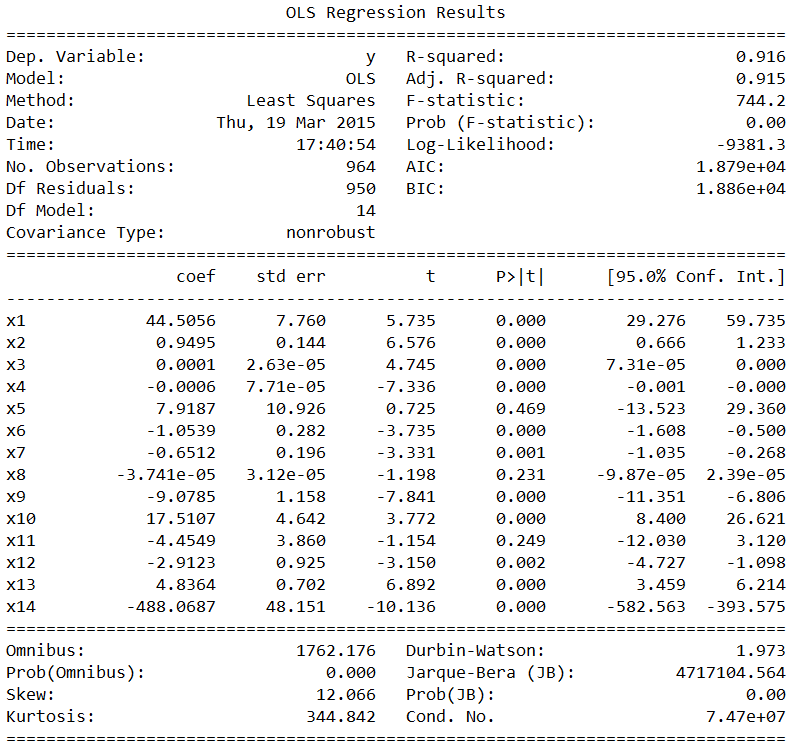 OLS Regression Results
==============================================================================
Dep. Variable:                      y   R-squared:                       0.916
Model:                            OLS   Adj. R-squared:                  0.915
Method:                 Least Squares   F-statistic:                     744.2
Date:                Thu, 19 Mar 2015   Prob (F-statistic):               0.00
Time:                        17:40:54   Log-Likelihood:                -9381.3
No. Observations:                 964   AIC:                         1.879e+04
Df Residuals:                     950   BIC:                         1.886e+04
Df Model:                          14
Covariance Type:            nonrobust
==============================================================================
                 coef    std err          t      P>|t|      [95.0% Conf. Int.]
------------------------------------------------------------------------------
x1            44.5056      7.760      5.735      0.000        29.276    59.735
x2             0.9495      0.144      6.576      0.000         0.666     1.233
x3             0.0001   2.63e-05      4.745      0.000      7.31e-05     0.000
x4            -0.0006   7.71e-05     -7.336      0.000        -0.001    -0.000
x5             7.9187     10.926      0.725      0.469       -13.523    29.360
x6            -1.0539      0.282     -3.735      0.000        -1.608    -0.500
x7            -0.6512      0.196     -3.331      0.001        -1.035    -0.268
x8         -3.741e-05   3.12e-05     -1.198      0.231     -9.87e-05  2.39e-05
x9            -9.0785      1.158     -7.841      0.000       -11.351    -6.806
x10           17.5107      4.642      3.772      0.000         8.400    26.621
x11           -4.4549      3.860     -1.154      0.249       -12.030     3.120
x12           -2.9123      0.925     -3.150      0.002        -4.727    -1.098
x13            4.8364      0.702      6.892      0.000         3.459     6.214
x14         -488.0687     48.151    -10.136      0.000      -582.563  -393.575
==============================================================================
Omnibus:                     1762.176   Durbin-Watson:                   1.973
Prob(Omnibus):                  0.000   Jarque-Bera (JB):          4717104.564
Skew:                          12.066   Prob(JB):                         0.00
Kurtosis:                     344.842   Cond. No.                     7.47e+07
==============================================================================